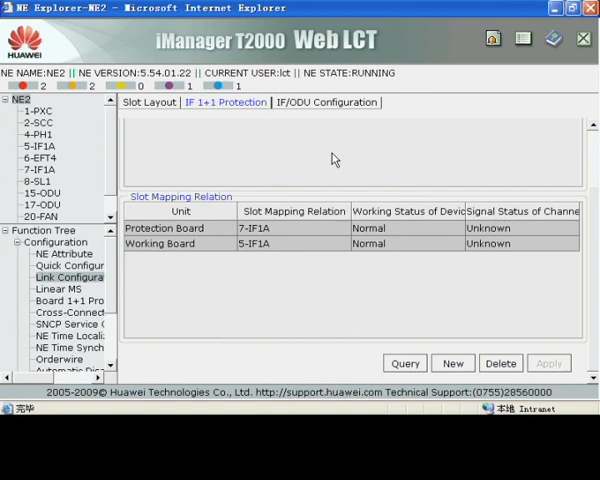 NE Explorer-NE2 - Microsoft Internet Explorer
HUAWEI
iManager T2000 Web LCT
NE NAME:NE2 || NE VERSION:5.54.01.22 || CURRENT USER:lct || NE STATE:RUNNING
2 2 0 1 1
NE2
1-PXC
2-SCC
4-PH1
5-IF1A
6-EFT4
7-IF1A
8-SL1
15-ODU
17-ODU
20-FAN
Function Tree
Configuration
NE Attribute
Quick Configur
Link Configura
Linear MS
Board 1+1 Pro
Cross-Connect
SNCP Service C
NE Time Localiz
NE Time Synch
Orderwire
Automatic Disa
Slot Layout | IF 1+1 Protection | IF/ODU Configuration
Slot Mapping Relation
Unit Slot Mapping Relation Working Status of Devic Signal Status of Channe
Protection Board 7-IF1A Normal Unknown
Working Board 5-IF1A Normal Unknown
Query New Delete Apply
2005-2009© Huawei Technologies Co., Ltd. http://support.huawei.com Technical Support:(0755)28560000
完毕 本地 Intranet